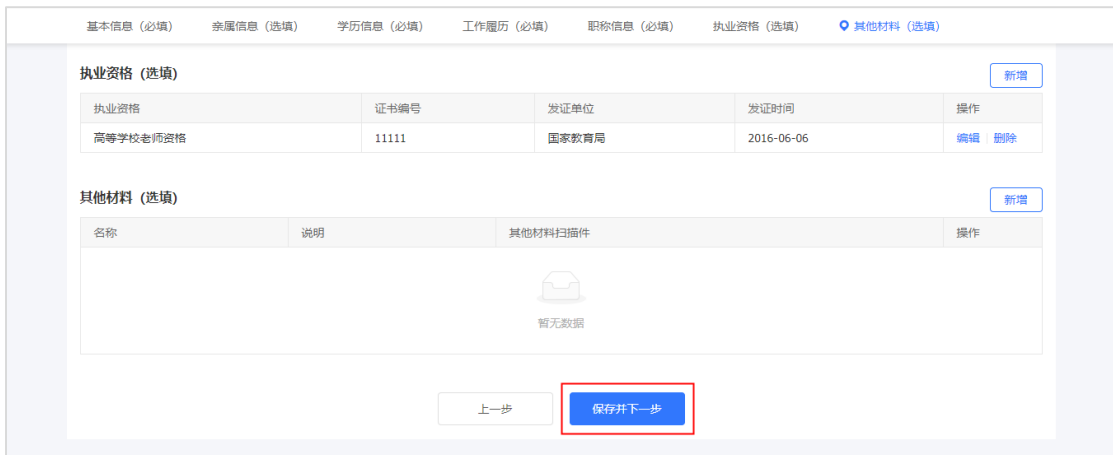 基本信息（必填） 亲属信息（选填） 学历信息（必填） 工作履历（必填） 职称信息（必填） 执业资格（选填） 其他材料（选填）
执业资格（选填） 新增
执业资格 证书编号 发证单位 发证时间 操作
高等学校老师资格 11111 国家教育局 2016-06-06 编辑 删除
其他材料（选填） 新增
名称 说明 其他材料扫描件 操作
暂无数据
上一步 保存并下一步